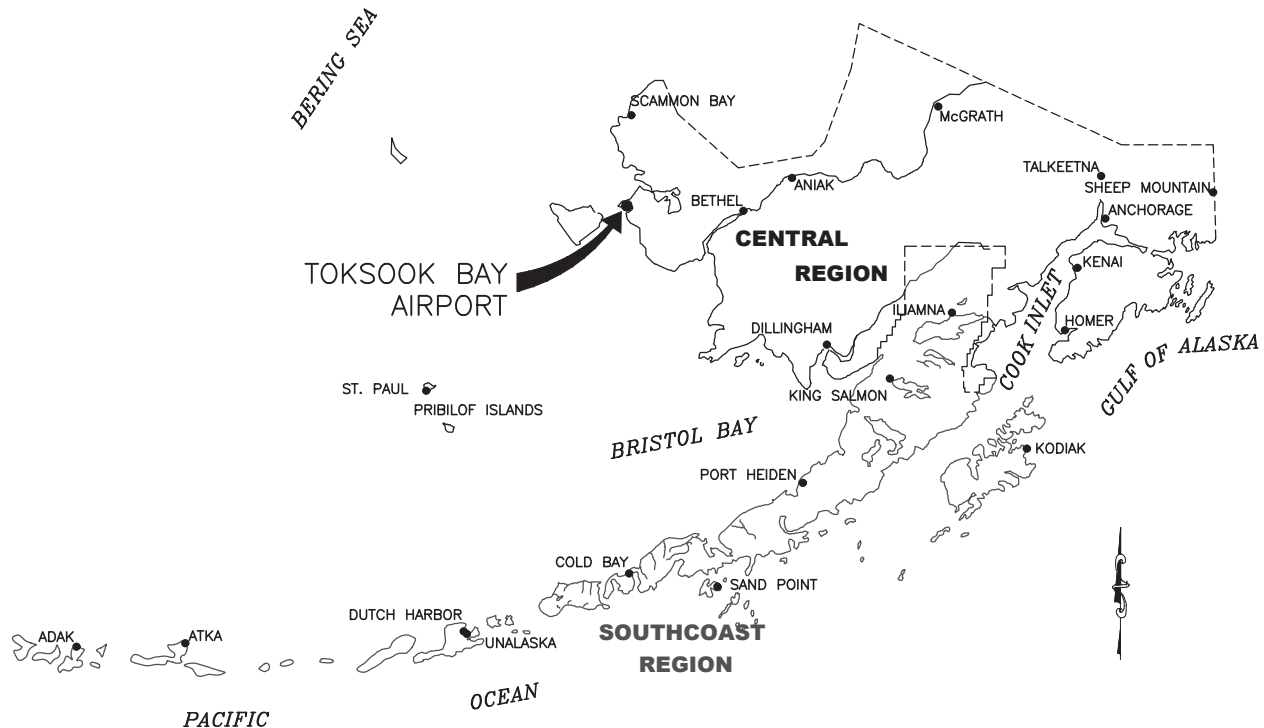 BERING SEA
SCAMMON BAY
McGRATH
TALKEETNA
SHEEP MOUNTAIN
ANIAK
BETHEL
ANCHORAGE
CENTRAL
REGION
KENAI
TOKSOOK BAY
AIRPORT
ILIAMNA
COOK INLET
HOMER
DILLINGHAM
GULF OF ALASKA
ST. PAUL
KING SALMON
PRIBILOF ISLANDS
BRISTOL BAY
KODIAK
PORT HEIDEN
COLD BAY
SAND POINT
DUTCH HARBOR
UNALASKA
SOUTHCOAST
REGION
ADAK
ATKA
OCEAN
PACIFIC